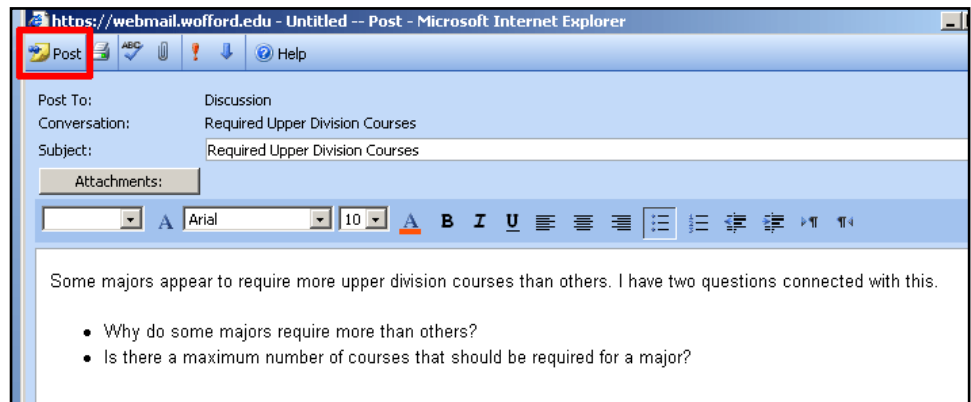 https://webmail.wofford.edu - Untitled -- Post - Microsoft Internet Explorer
Post ABC Help
Post To: Discussion
Conversation: Required Upper Division Courses
Subject: Required Upper Division Courses
Attachments:
A Arial 10 A B I U
Some majors appear to require more upper division courses than others. I have two questions connected with this.
• Why do some majors require more than others?
• Is there a maximum number of courses that should be required for a major?